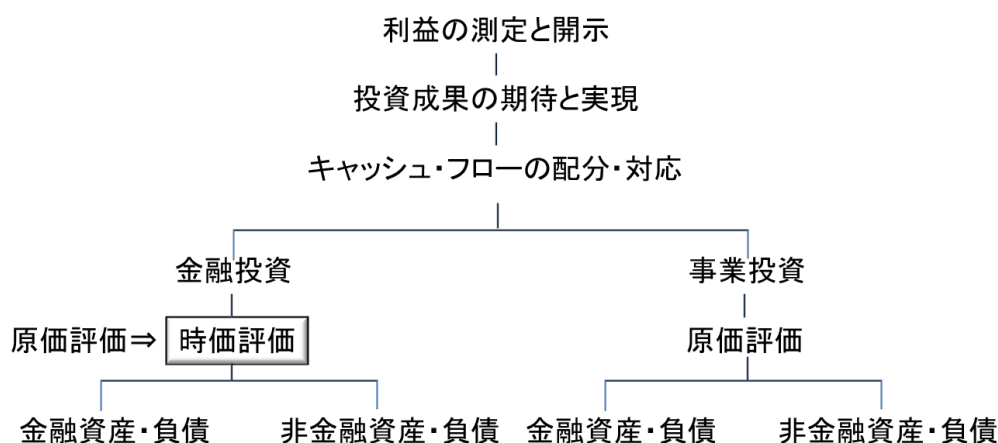 利益の測定と開示
投資成果の期待と実現
キャッシュ・フローの配分・対応
金融投資 事業投資
原価評価⇒ 時価評価 原価評価
金融資産・負債 非金融資産・負債 金融資産・負債 非金融資産・負債